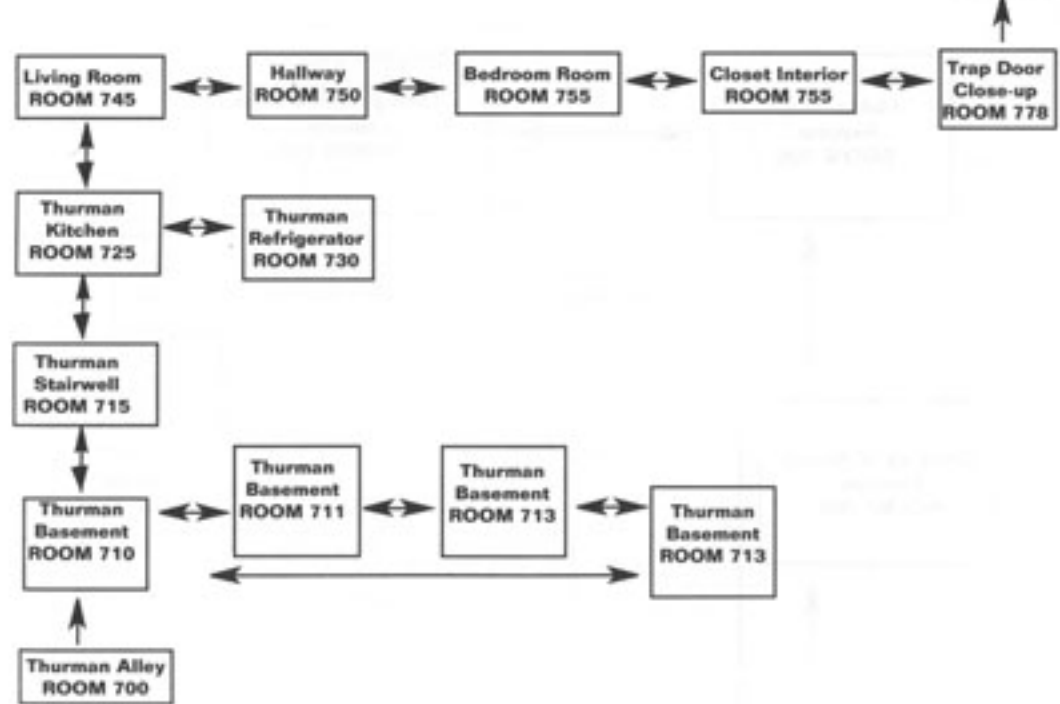 Living Room
ROOM 745
Hallway
ROOM 750
Bedroom Room
ROOM 755
Closet Interior
ROOM 755
Trap Door
Close-up
ROOM 778
Thurman
Kitchen
ROOM 725
Thurman
Refrigerator
ROOM 730
Thurman
Stairwell
ROOM 715
Thurman
Basement
ROOM 710
Thurman
Basement
ROOM 711
Thurman
Basement
ROOM 713
Thurman
Basement
ROOM 713
Thurman Alley
ROOM 700